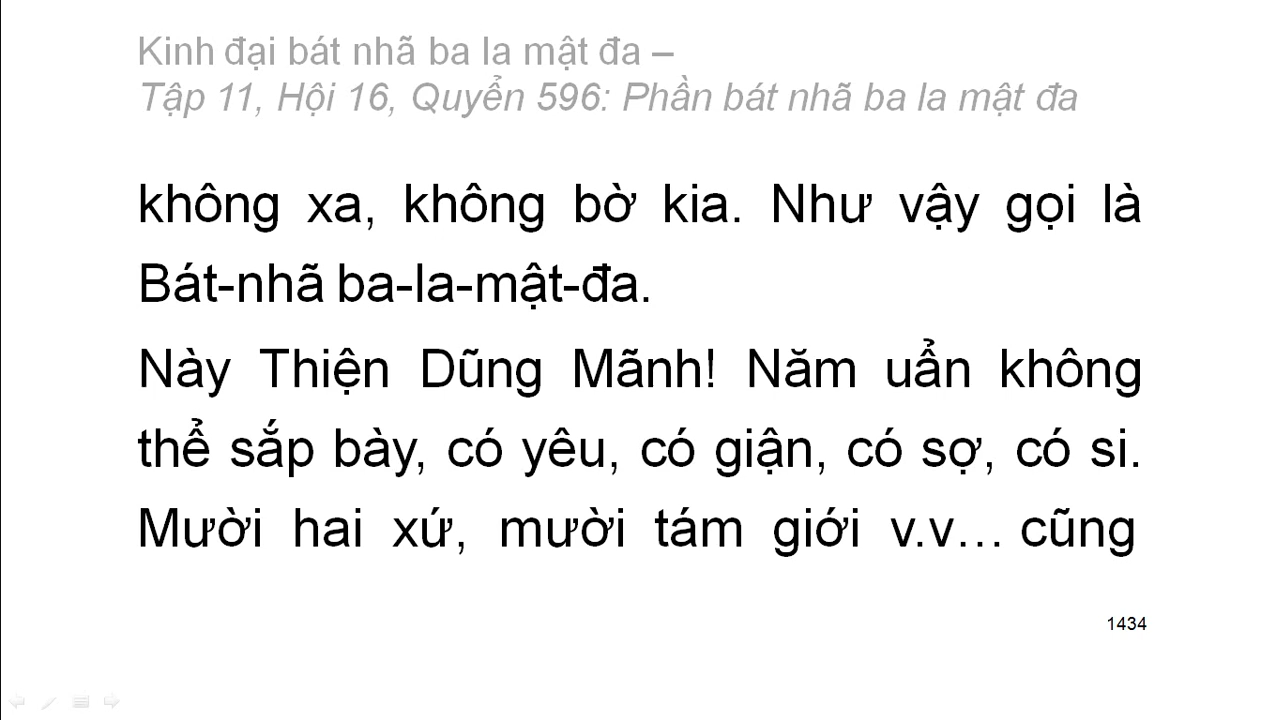 Kinh đại bát nhã ba la mật đa –
Tập 11, Hội 16, Quyển 596: Phần bát nhã ba la mật đa
không xa, không bờ kia. Như vậy gọi là
Bát-nhã ba-la-mật-đa.
Này Thiện Dũng Mãnh! Năm uẩn không
thể sắp bày, có yêu, có giận, có sợ, có si.
Mười hai xứ, mười tám giới v.v… cũng
1434